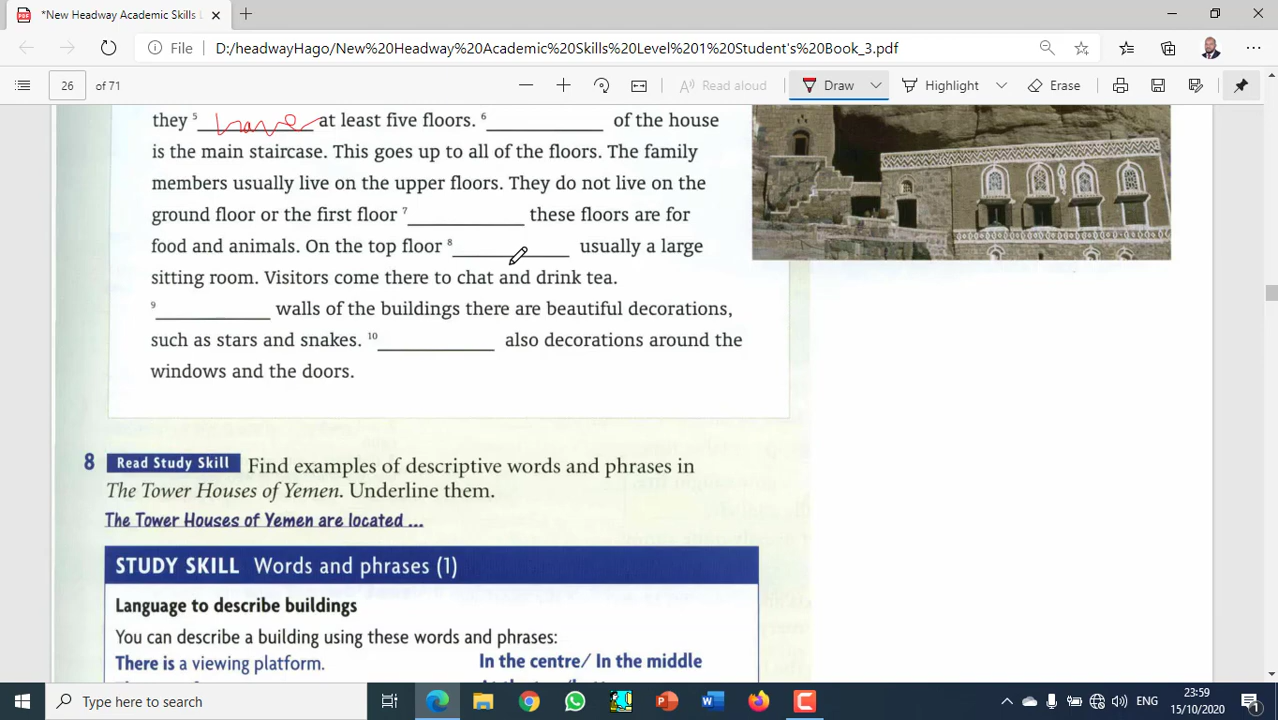 *New Headway Academic Skills L
File D:/headwayHago/New%20Headway%20Academic%20Skills%20Level%201%20Student's%20Book_3.pdf
26 of 71 Read aloud Draw Highlight Erase
they 5 have at least five floors. 6 __________ of the house
is the main staircase. This goes up to all of the floors. The family
members usually live on the upper floors. They do not live on the
ground floor or the first floor 7 __________ these floors are for
food and animals. On the top floor 8 __________ usually a large
sitting room. Visitors come there to chat and drink tea.
9 __________ walls of the buildings there are beautiful decorations,
such as stars and snakes. 10 __________ also decorations around the
windows and the doors.
8 Read Study Skill Find examples of descriptive words and phrases in
The Tower Houses of Yemen. Underline them.
The Tower Houses of Yemen are located ...
STUDY SKILL Words and phrases (1)
Language to describe buildings
You can describe a building using these words and phrases:
There is a viewing platform. In the centre/ In the middle
Type here to search ENG 23:59
15/10/2020